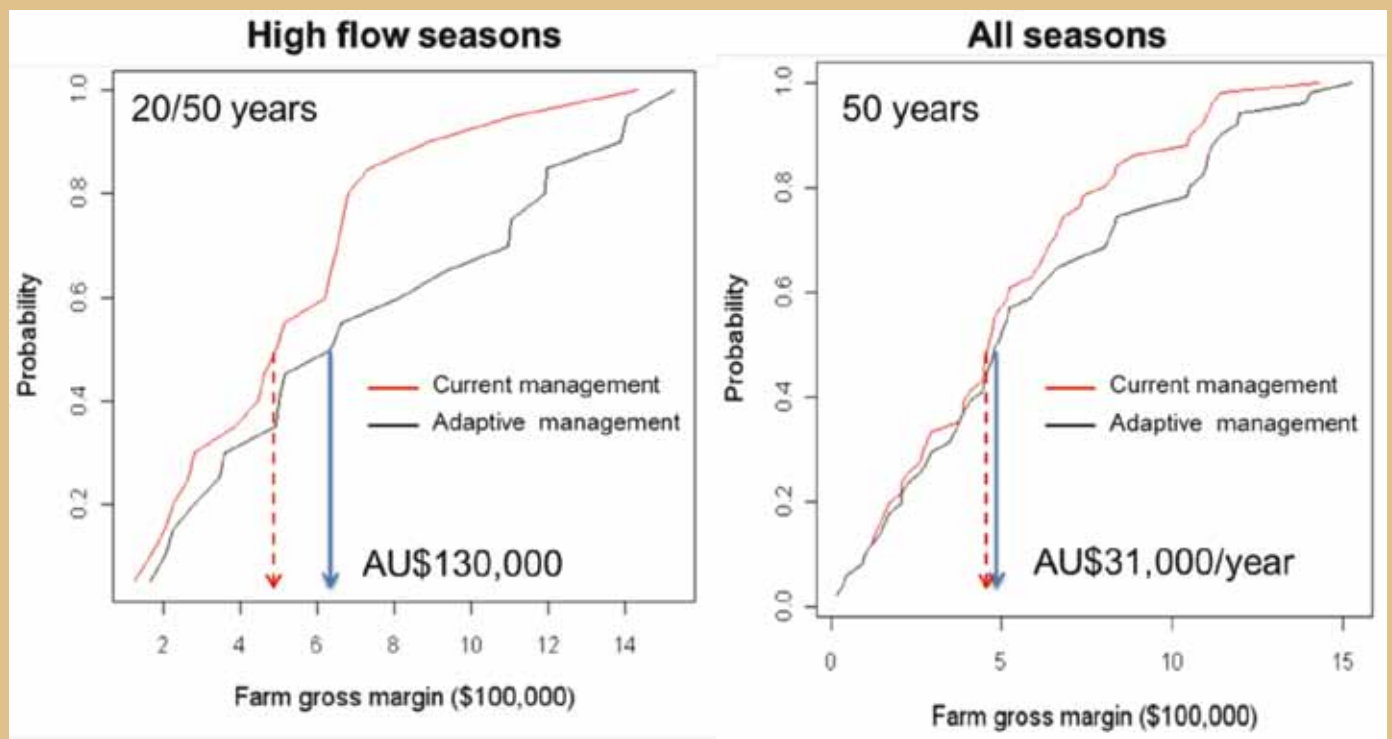 High flow seasons
20/50 years
1.0
0.8
0.6
0.4
0.2
Probability
Current management
Adaptive management
AU$130,000
2 4 6 8 10 12 14
Farm gross margin ($100,000)
All seasons
50 years
1.0
0.8
0.6
0.4
0.2
0.0
Probability
Current management
Adaptive management
AU$31,000/year
0 5 10 15
Farm gross margin ($100,000)